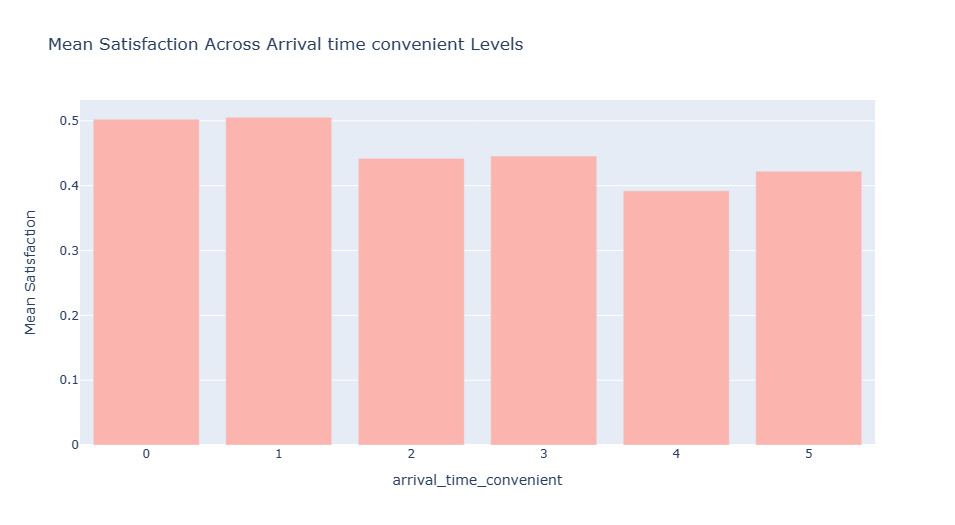 Mean Satisfaction Across Arrival time convenient Levels
0.5
0.4
0.3
0.2
0.1
0
Mean Satisfaction
0 1 2 3 4 5
arrival_time_convenient